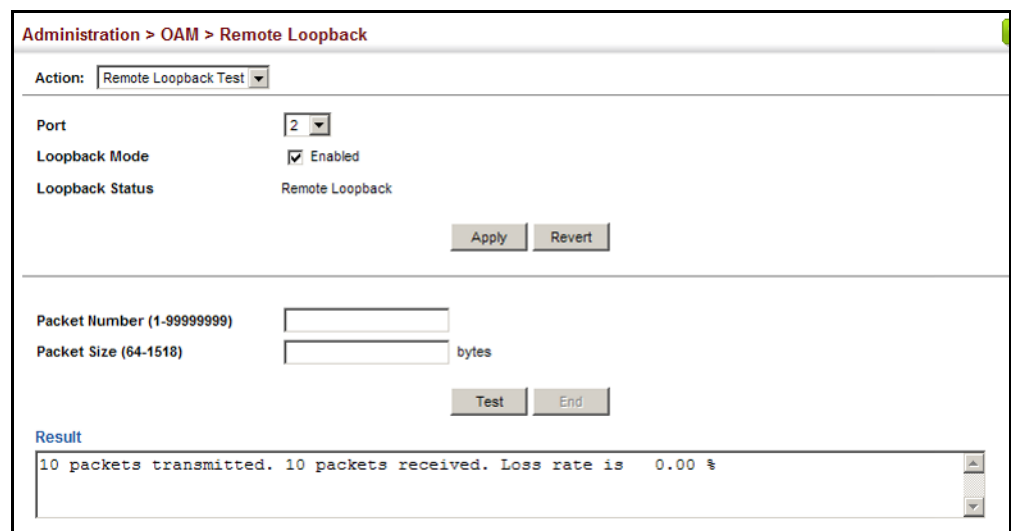 Administration > OAM > Remote Loopback
Action: Remote Loopback Test
Port 2
Loopback Mode Enabled
Loopback Status Remote Loopback
Apply Revert
Packet Number (1-99999999)
Packet Size (64-1518) bytes
Test End
Result
10 packets transmitted. 10 packets received. Loss rate is   0.00 %